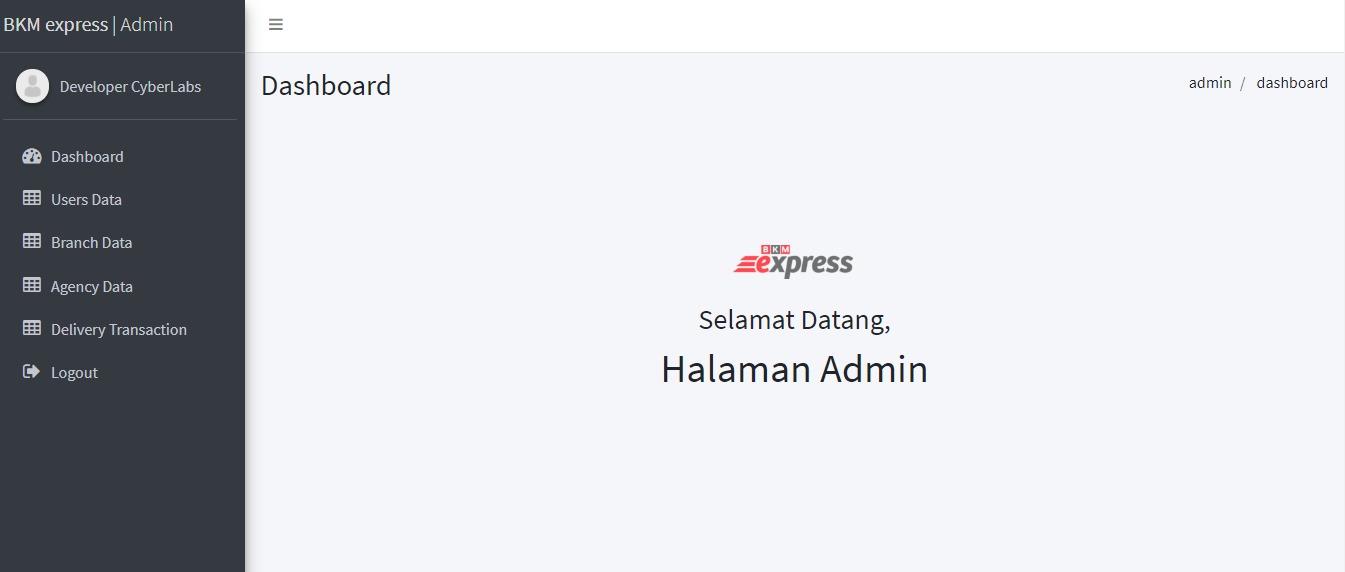 BKM express | Admin
Developer CyberLabs
Dashboard
Users Data
Branch Data
Agency Data
Delivery Transaction
Logout
Dashboard
admin / dashboard
BKM
express
Selamat Datang,
Halaman Admin